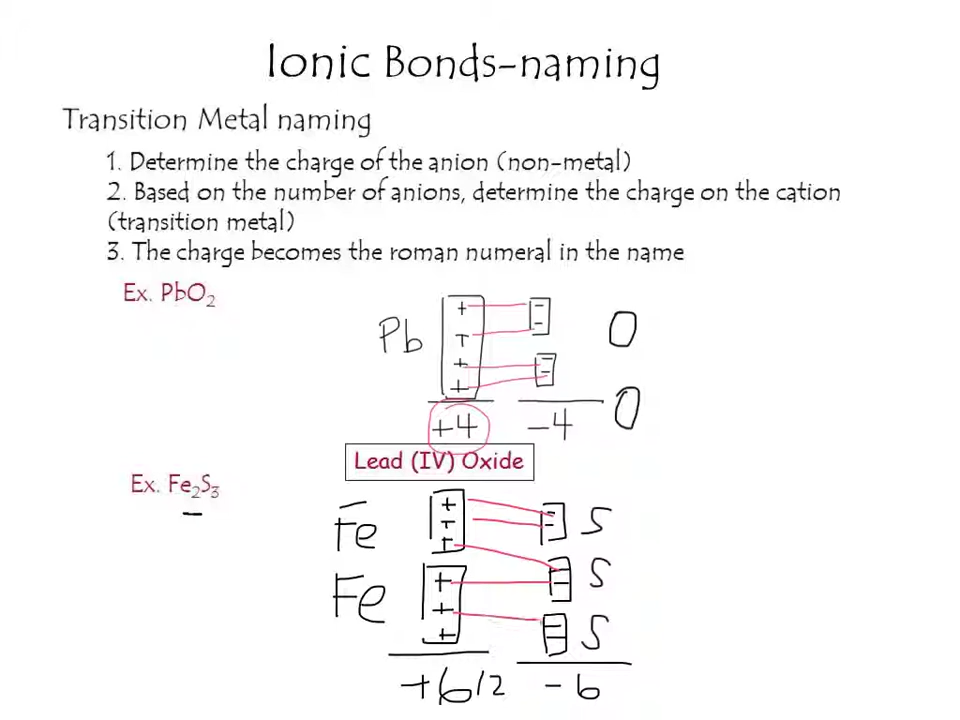 Ionic Bonds-naming
Transition Metal naming
1. Determine the charge of the anion (non-metal)
2. Based on the number of anions, determine the charge on the cation
(transition metal)
3. The charge becomes the roman numeral in the name
Ex. PbO₂
Pb + + + + - - - - O
+4 -4 O
Lead (IV) Oxide
Ex. Fe₂S₃
Fe + + + - - S
- - S
Fe + + + - - S
+6/2 -6